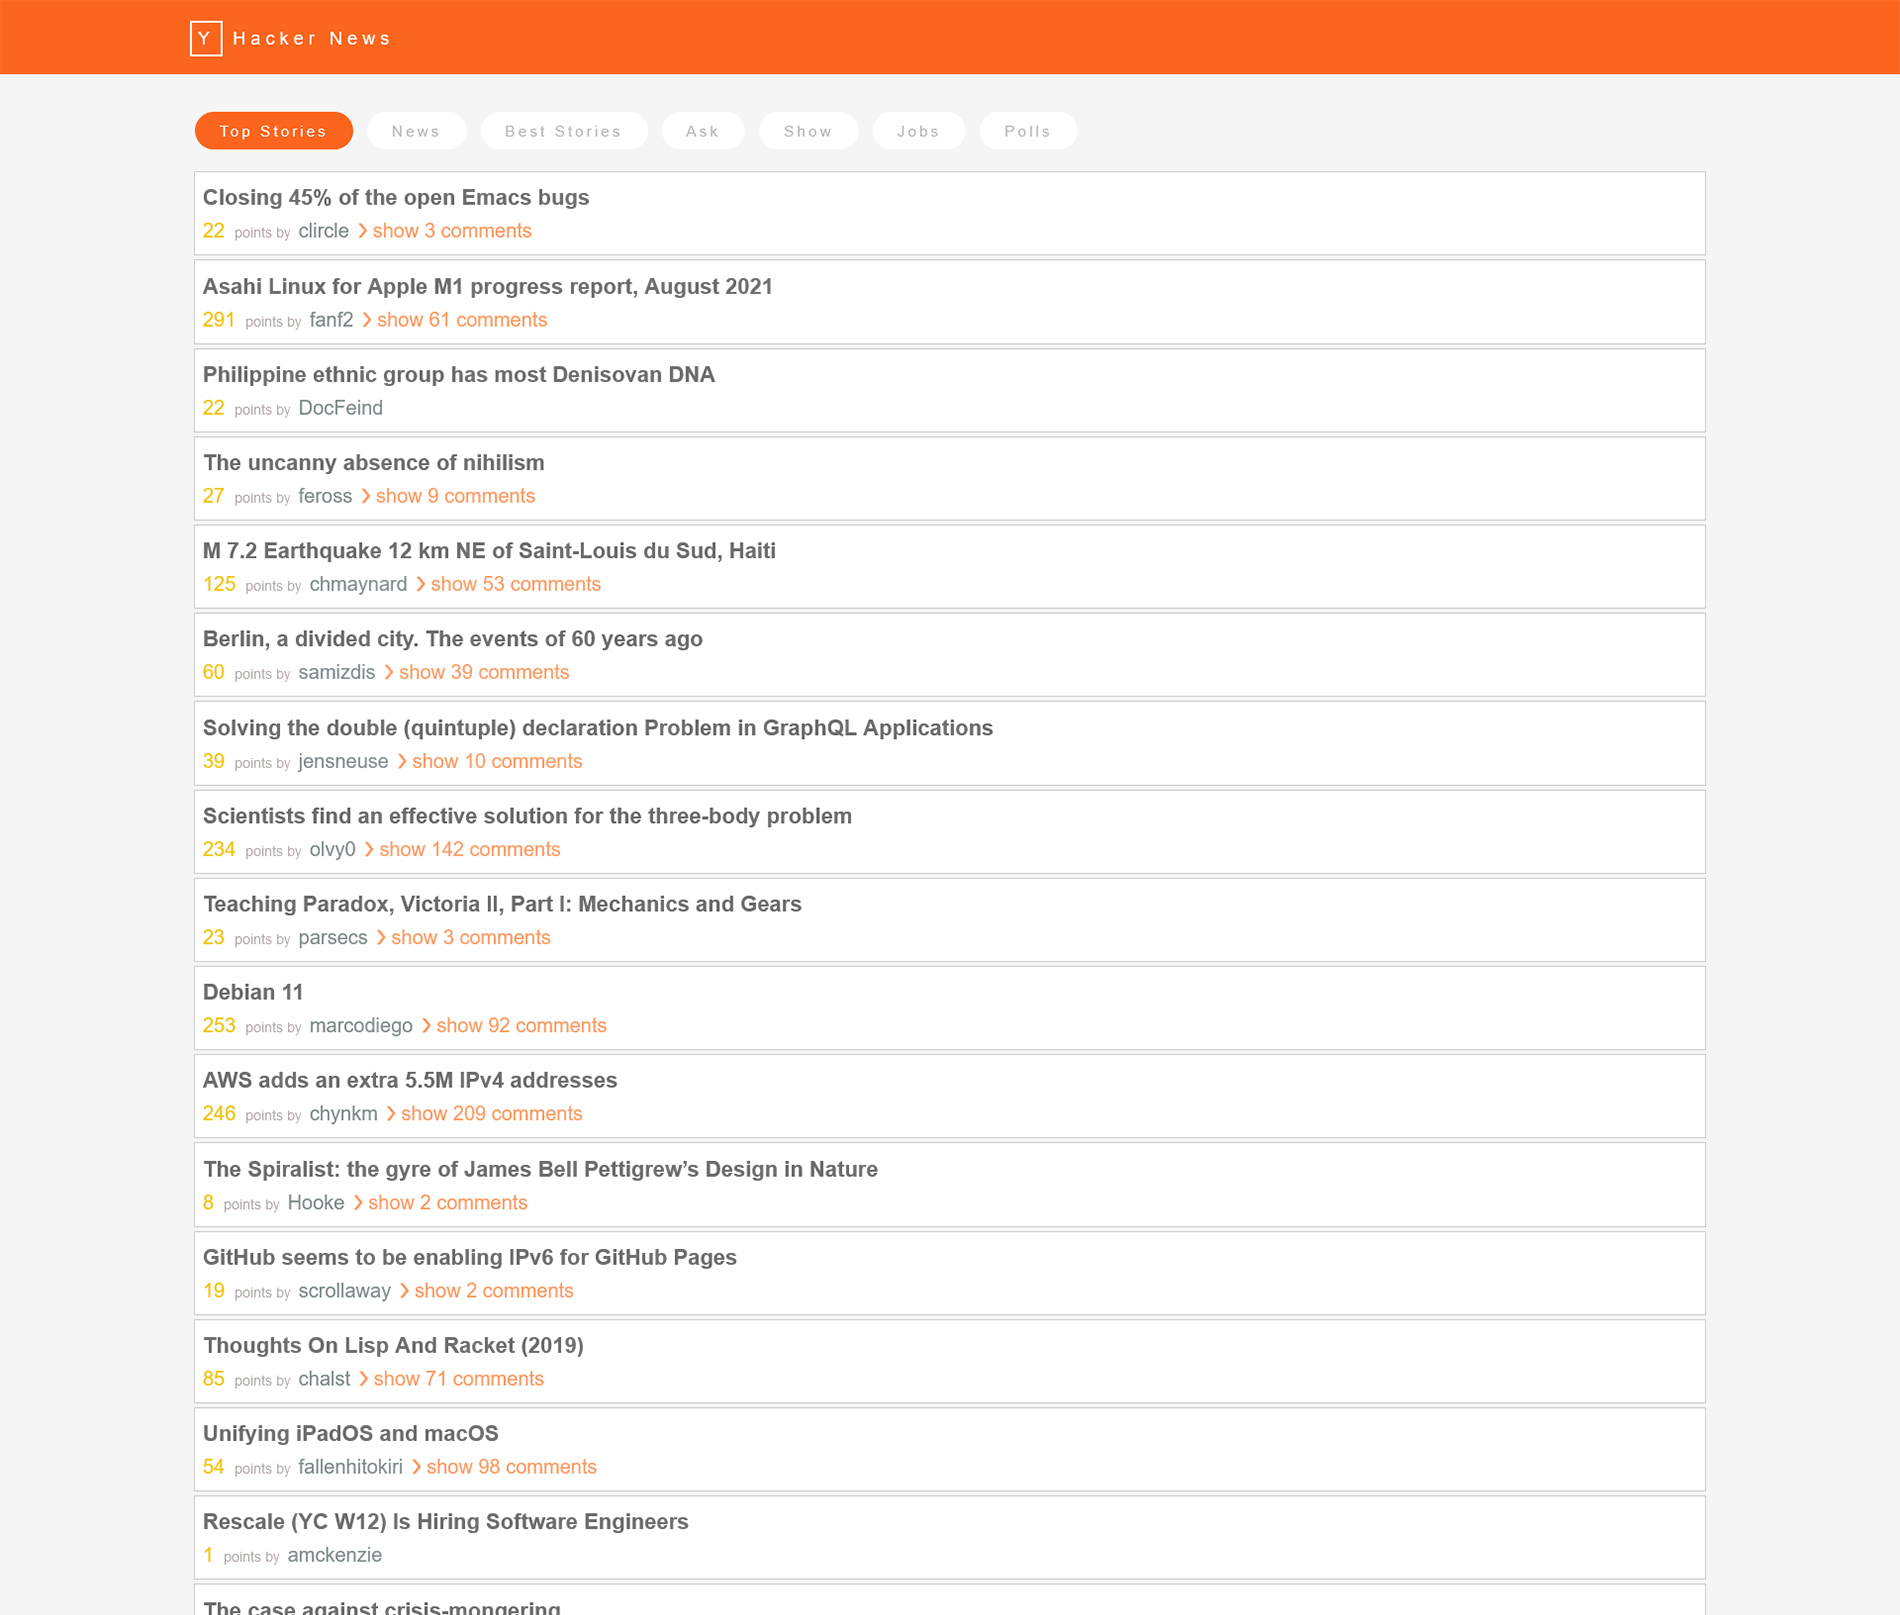 Y Hacker News
Top Stories News Best Stories Ask Show Jobs Polls
Closing 45% of the open Emacs bugs
22 points by clircle ❯ show 3 comments
Asahi Linux for Apple M1 progress report, August 2021
291 points by fanf2 ❯ show 61 comments
Philippine ethnic group has most Denisovan DNA
22 points by DocFeind
The uncanny absence of nihilism
27 points by feross ❯ show 9 comments
M 7.2 Earthquake 12 km NE of Saint-Louis du Sud, Haiti
125 points by chmaynard ❯ show 53 comments
Berlin, a divided city. The events of 60 years ago
60 points by samizdis ❯ show 39 comments
Solving the double (quintuple) declaration Problem in GraphQL Applications
39 points by jensneuse ❯ show 10 comments
Scientists find an effective solution for the three-body problem
234 points by olvy0 ❯ show 142 comments
Teaching Paradox, Victoria II, Part I: Mechanics and Gears
23 points by parsecs ❯ show 3 comments
Debian 11
253 points by marcodiego ❯ show 92 comments
AWS adds an extra 5.5M IPv4 addresses
246 points by chynkm ❯ show 209 comments
The Spiralist: the gyre of James Bell Pettigrew’s Design in Nature
8 points by Hooke ❯ show 2 comments
GitHub seems to be enabling IPv6 for GitHub Pages
19 points by scrollaway ❯ show 2 comments
Thoughts On Lisp And Racket (2019)
85 points by chalst ❯ show 71 comments
Unifying iPadOS and macOS
54 points by fallenhitokiri ❯ show 98 comments
Rescale (YC W12) Is Hiring Software Engineers
1 points by amckenzie
The case against crisis-mongering